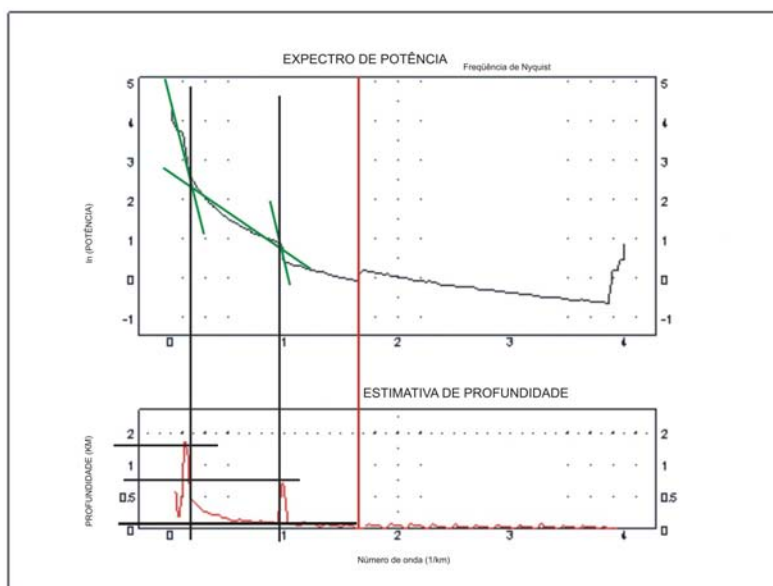 EXPECTRO DE POTÊNCIA
Freqüência de Nyquist
5 5
4 4
3 3
2 2
1 1
0 0
-1 -1
ln (POTÊNCIA)
0 1 2 3 4
ESTIMATIVA DE PROFUNDIDADE
2 2
1 1
0.5 0.5
0 0
PROFUNDIDADE (KM)
0 1 2 3 4
Número de onda (1/km)